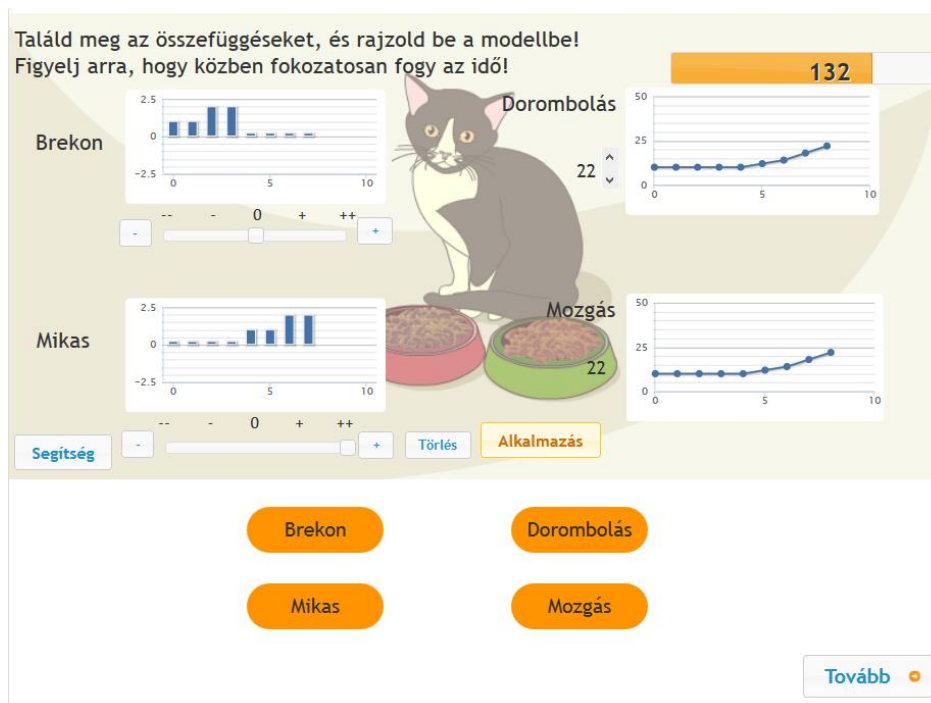 Találd meg az összefüggéseket, és rajzold be a modellbe!
Figyelj arra, hogy közben fokozatosan fogy az idő!
132
Brekon
2.5
0
-2.5
0 5 10
-- - 0 + ++
- +
Dorombolás
22
50
25
0
0 5 10
Mikas
2.5
0
-2.5
0 5 10
-- - 0 + ++
- +
Mozgás
22
50
25
0
0 5 10
Segítség
Törlés
Alkalmazás
Brekon Dorombolás
Mikas Mozgás
Tovább